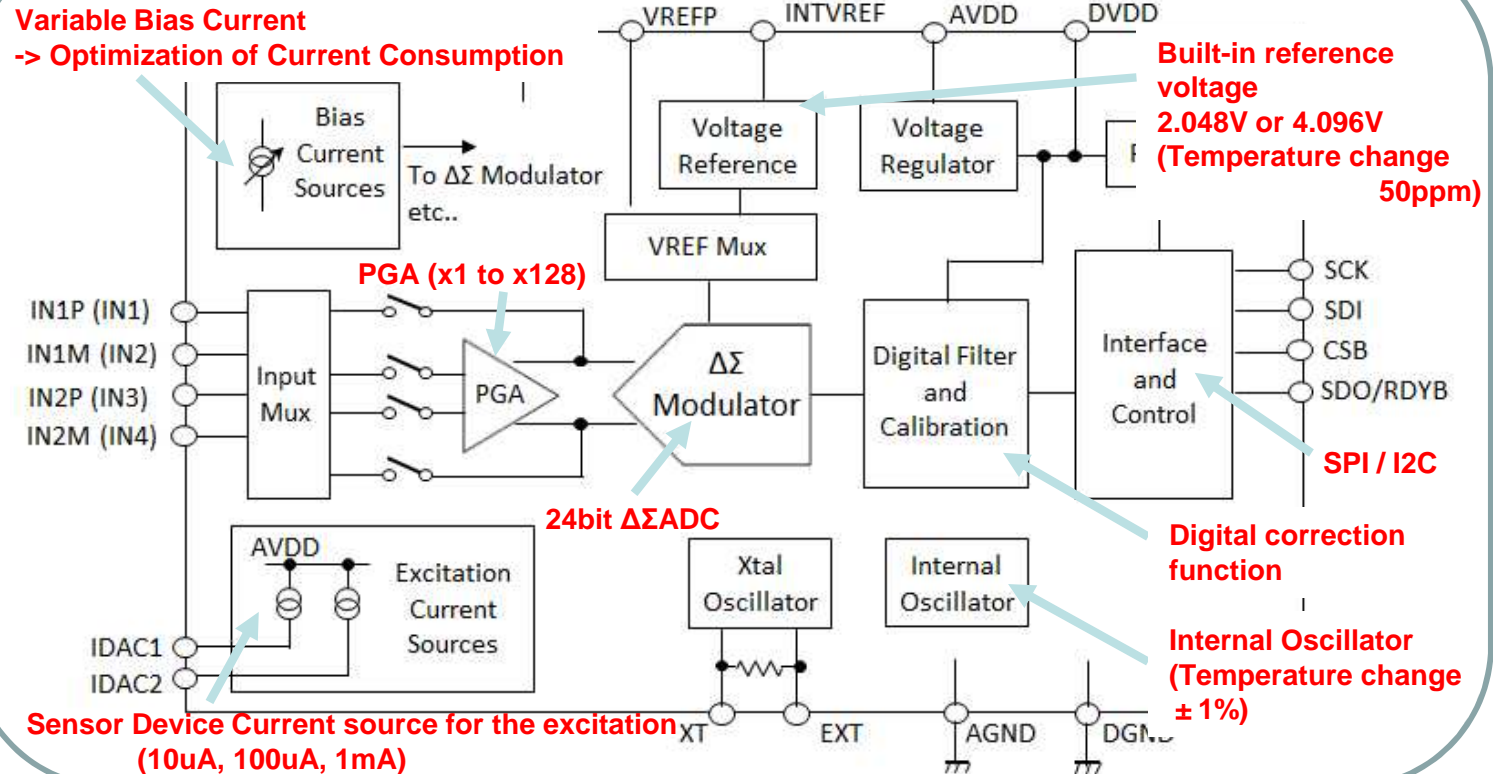 Variable Bias Current
-> Optimization of Current Consumption
VREFP
INTVREF
AVDD
DVDD
Built-in reference
voltage
2.048V or 4.096V
(Temperature change
50ppm)
Bias
Current
Sources
To ΔΣ Modulator
etc..
Voltage
Reference
Voltage
Regulator
VREF Mux
PGA (x1 to x128)
IN1P (IN1)
IN1M (IN2)
IN2P (IN3)
IN2M (IN4)
Input
Mux
PGA
ΔΣ
Modulator
Digital Filter
and
Calibration
Interface
and
Control
SCK
SDI
CSB
SDO/RDYB
SPI / I2C
24bit ΔΣADC
Digital correction
function
AVDD
Excitation
Current
Sources
IDAC1
IDAC2
Xtal
Oscillator
Internal
Oscillator
Internal Oscillator
(Temperature change
± 1%)
Sensor Device Current source for the excitation
(10uA, 100uA, 1mA)
XT
EXT
AGND